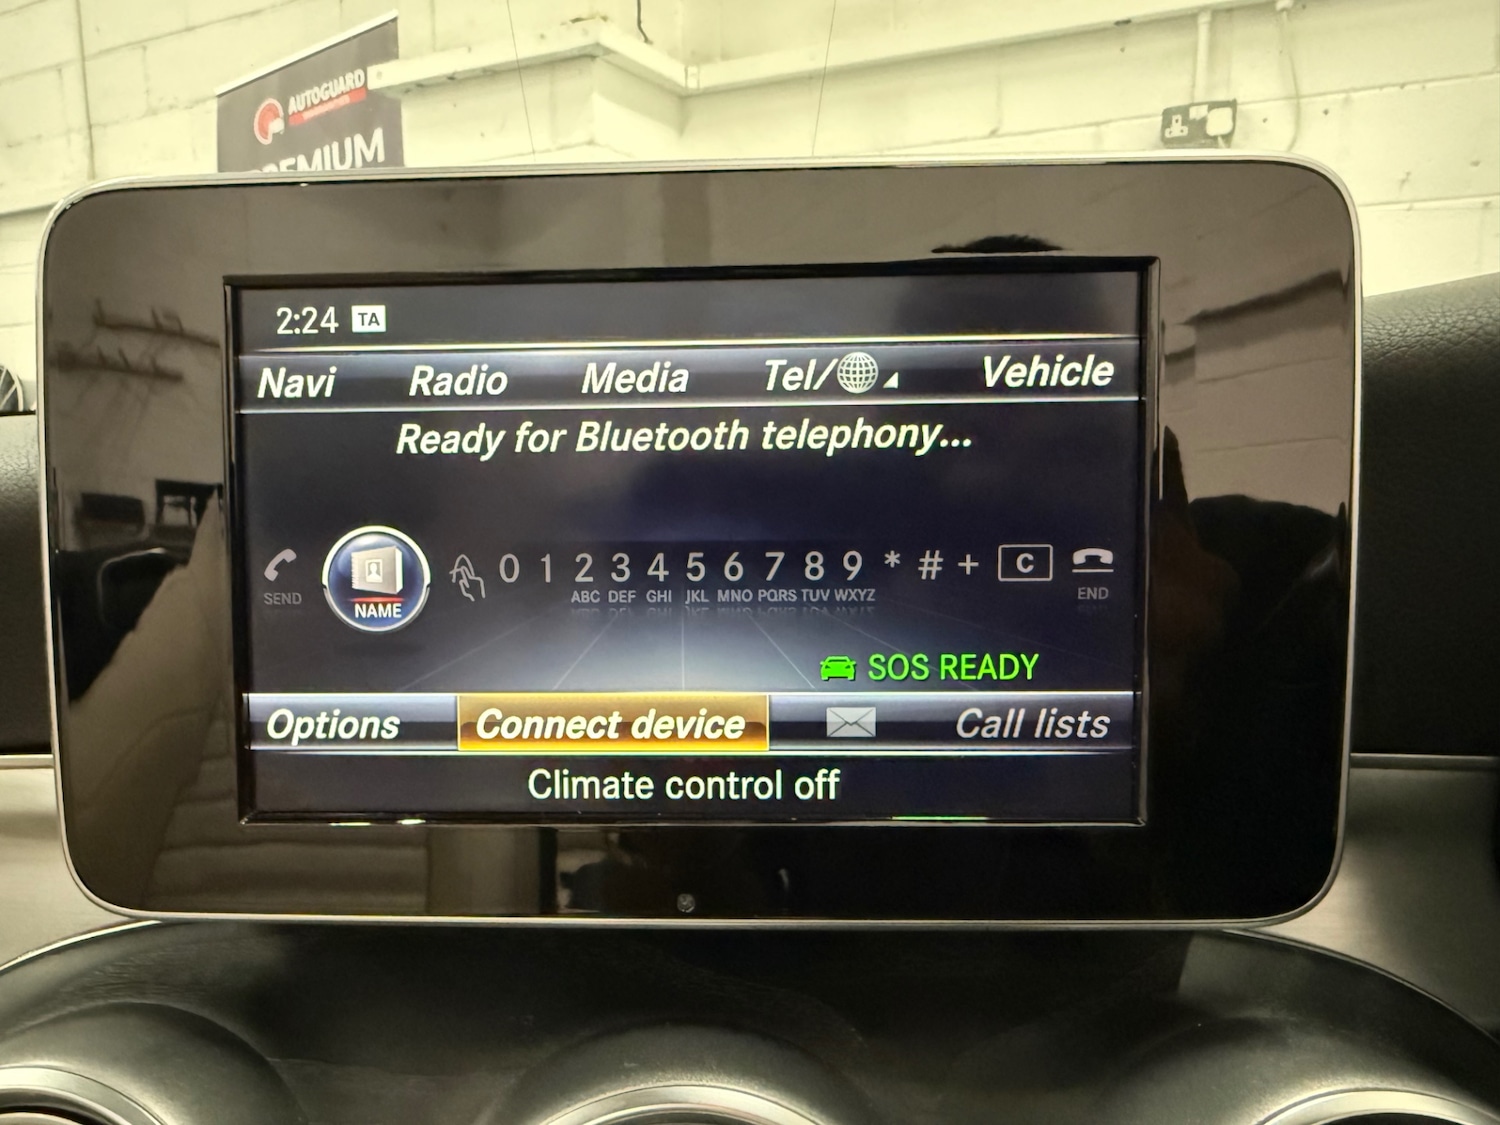 AUTOGUARD
PREMIUM
2:24 TA
Navi Radio Media Tel/ Vehicle
Ready for Bluetooth telephony...
0 1 2 3 4 5 6 7 8 9 * # + C
SEND NAME ABC DEF GHI JKL MNO PQRS TUV WXYZ END
SOS READY
Options Connect device Call lists
Climate control off